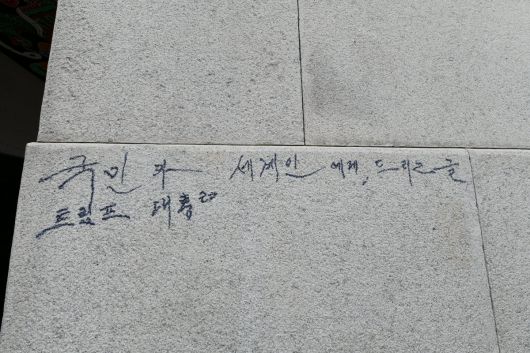 국민과 세계인에게, 드리는 글
트럼프 대통령